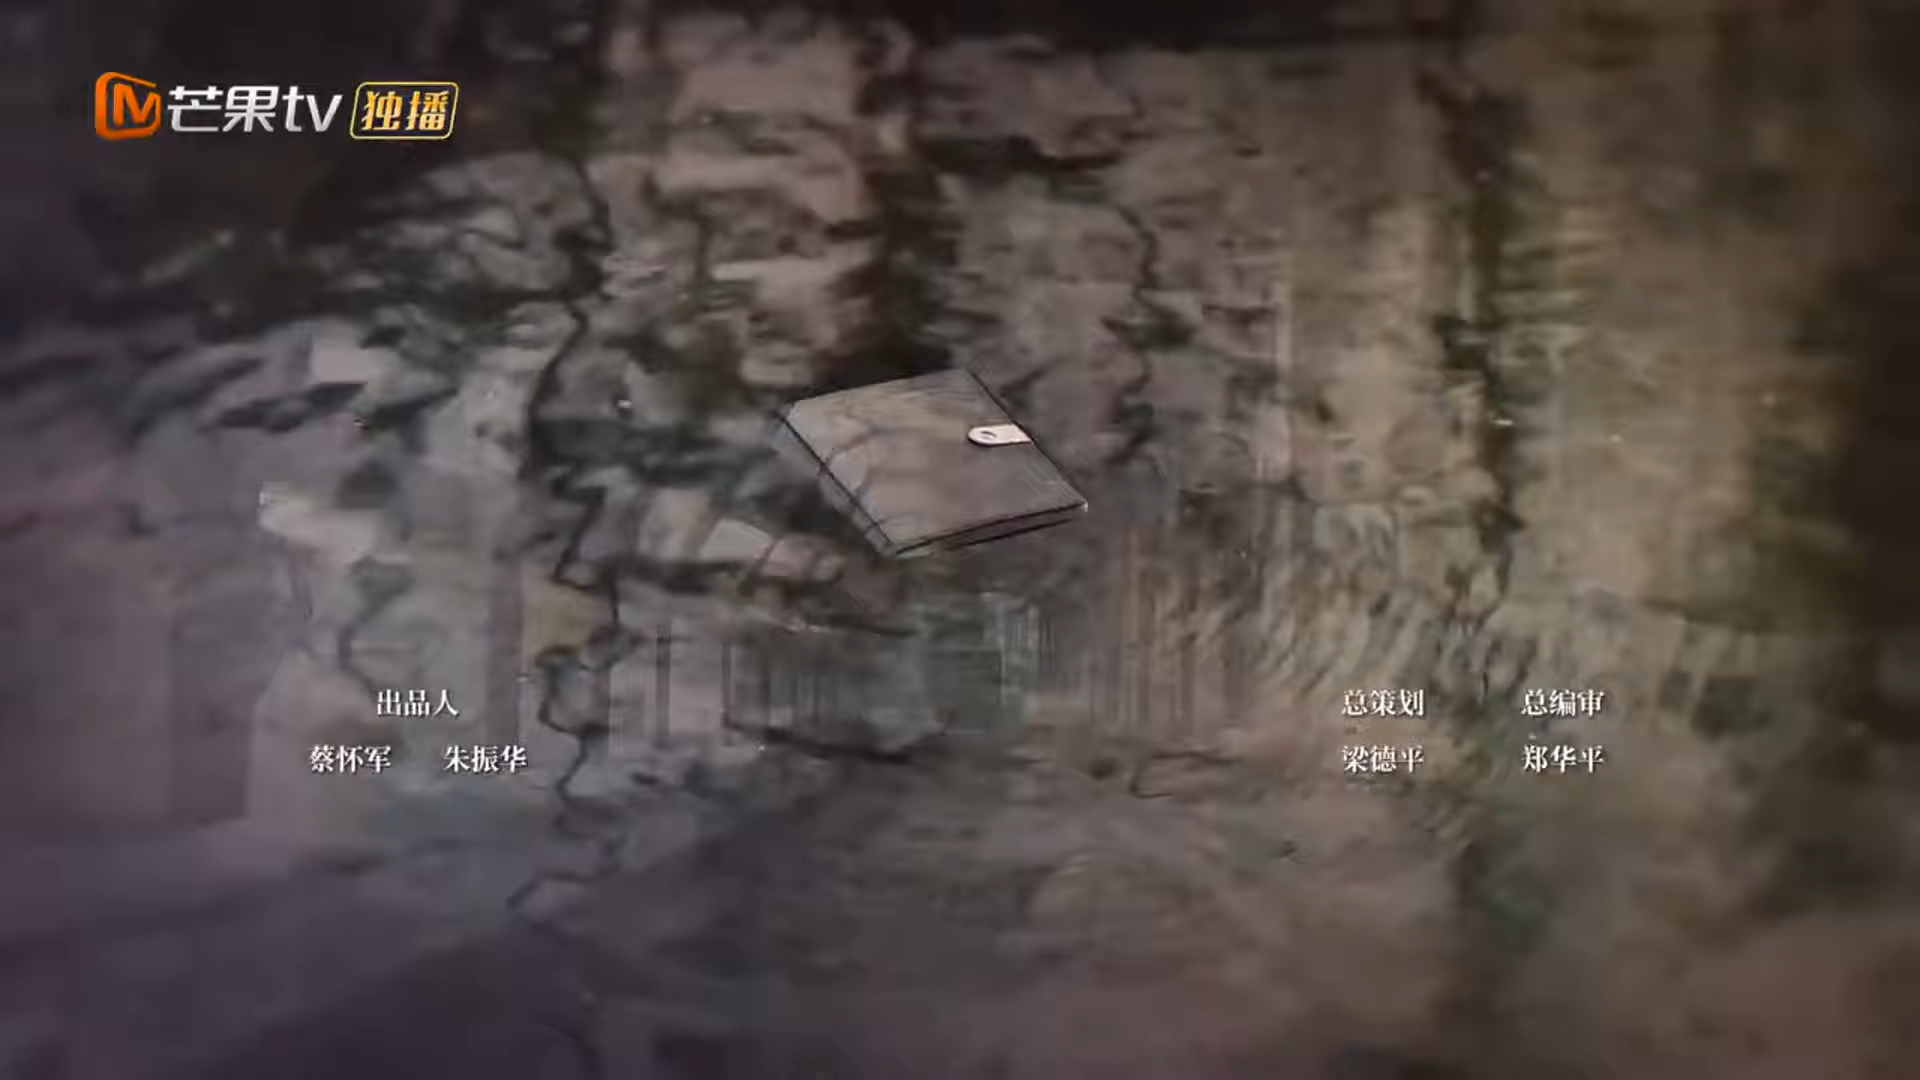 芒果tv 独播
出品人
蔡怀军 朱振华
总策划 总编审
梁德平 郑华平